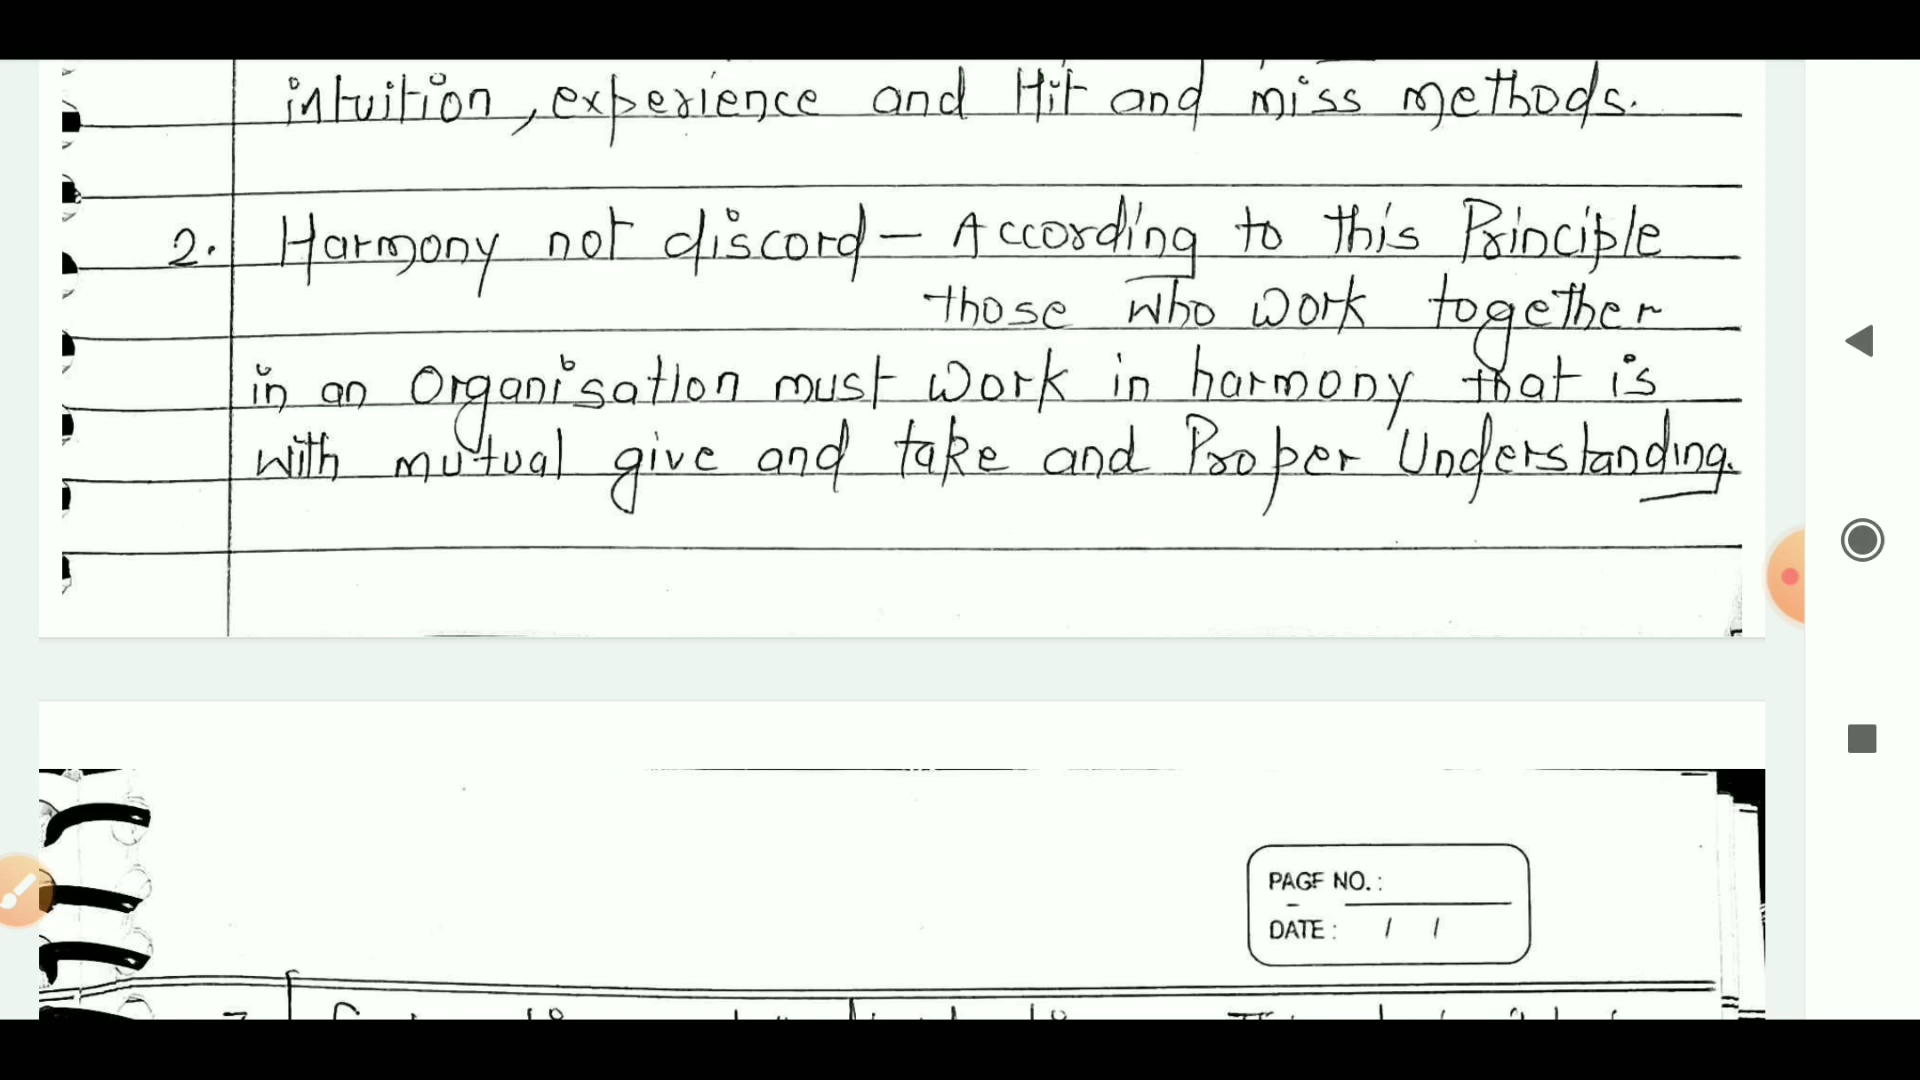 intuition, experience and Hit and miss methods.
2. Harmony not discord – According to this Principle
those who work together
in an Organisation must work in harmony that is
with mutual give and take and Proper Understanding.
PAGE NO.:
DATE: / /